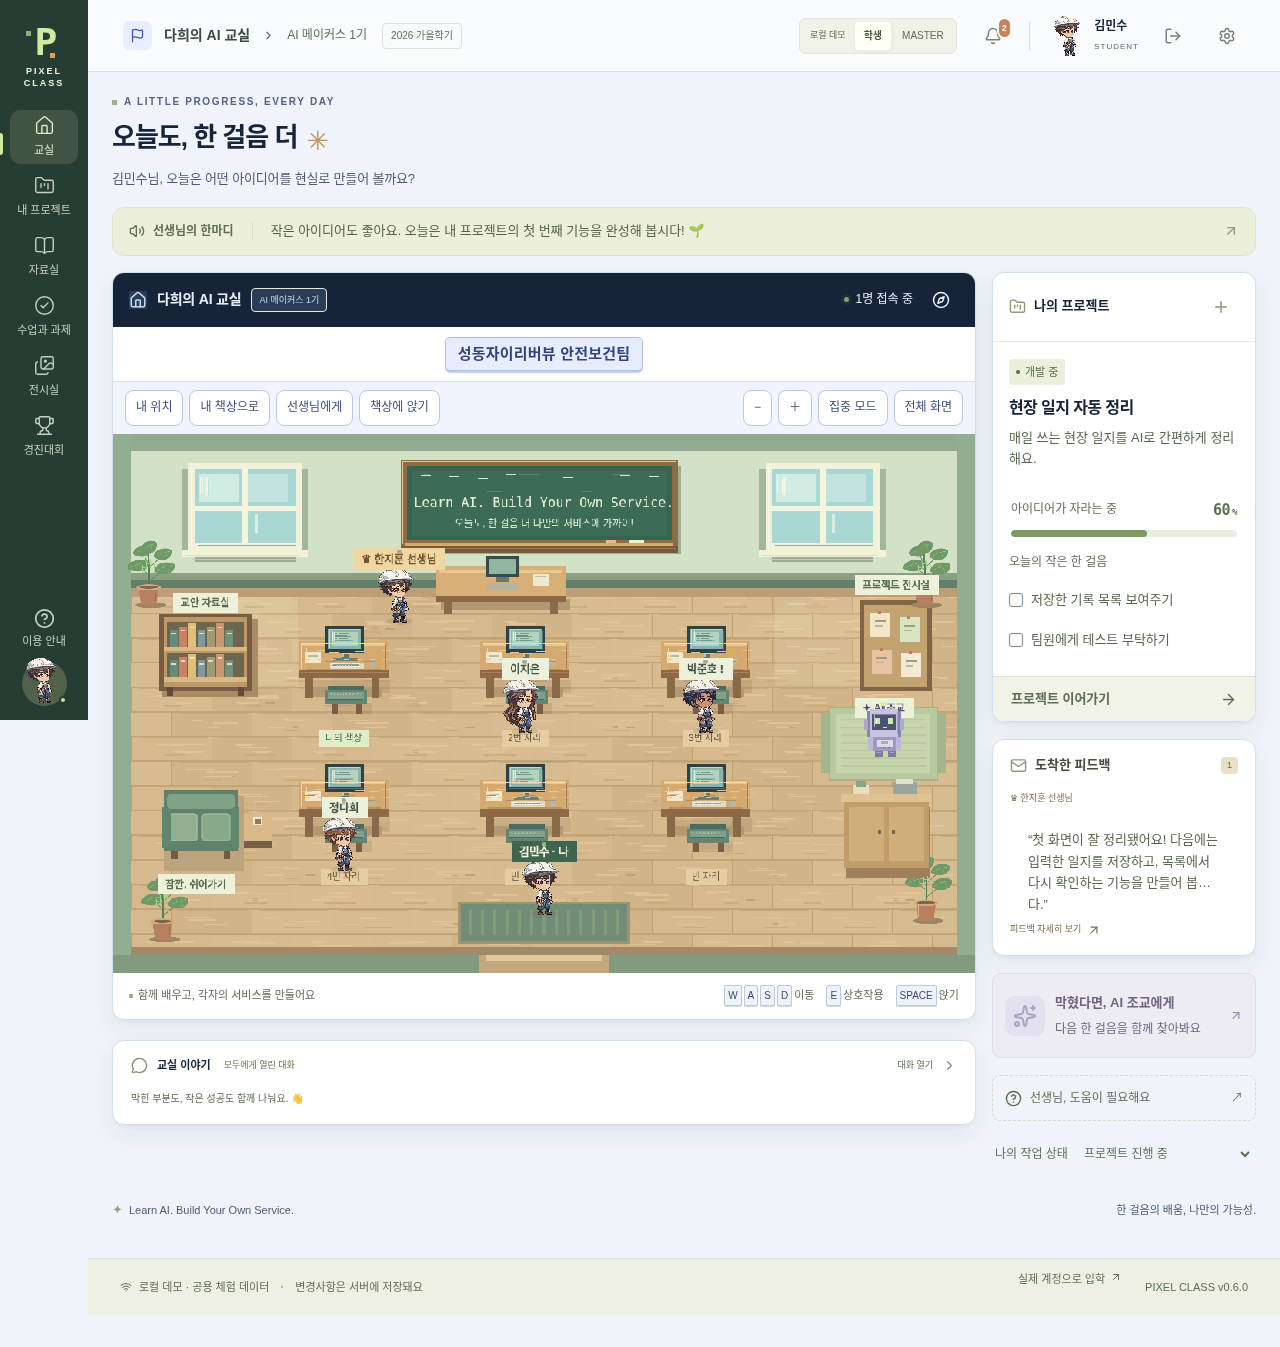 P
PIXEL
CLASS
교실
내 프로젝트
자료실
수업과 과제
전시실
경진대회
이용 안내
다희의 AI 교실
AI 메이커스 1기
2026 가을학기
로컬 데모
학생
MASTER
2
김민수
STUDENT
A LITTLE PROGRESS, EVERY DAY
오늘도, 한 걸음 더
김민수님, 오늘은 어떤 아이디어를 현실로 만들어 볼까요?
선생님의 한마디
작은 아이디어도 좋아요. 오늘은 내 프로젝트의 첫 번째 기능을 완성해 봅시다! 🌱
다희의 AI 교실
AI 메이커스 1기
1명 접속 중
성동자이리버뷰 안전보건팀
내 위치
내 책상으로
선생님에게
책상에 앉기
−
+
집중 모드
전체 화면
Learn AI. Build Your Own Service.
오늘도, 한 걸음 더 나만의 서비스에 가까이!
♛ 한지훈 선생님
교안 자료실
프로젝트 전시실
이지은
박준호 !
✦ AI 조교
나의 책상
2번 자리
3번 자리
정다희
4번 자리
김민수 · 나
번 자리
잠깐, 쉬어가기
함께 배우고, 각자의 서비스를 만들어요
W A S D 이동
E 상호작용
SPACE 앉기
교실 이야기
모두에게 열린 대화
대화 열기
막힌 부분도, 작은 성공도 함께 나눠요. 👋
나의 프로젝트
개발 중
현장 일지 자동 정리
매일 쓰는 현장 일지를 AI로 간편하게 정리
해요.
아이디어가 자라는 중
60%
오늘의 작은 한 걸음
저장한 기록 목록 보여주기
팀원에게 테스트 부탁하기
프로젝트 이어가기
도착한 피드백
1
♛ 한지훈 선생님
“첫 화면이 잘 정리됐어요! 다음에는
입력한 일지를 저장하고, 목록에서
다시 확인하는 기능을 만들어 봅…
다.”
피드백 자세히 보기
막혔다면, AI 조교에게
다음 한 걸음을 함께 찾아봐요
선생님, 도움이 필요해요
나의 작업 상태
프로젝트 진행 중
Learn AI. Build Your Own Service.
한 걸음의 배움, 나만의 가능성.
로컬 데모 · 공용 체험 데이터 · 변경사항은 서버에 저장돼요
실제 계정으로 입학
PIXEL CLASS v0.6.0